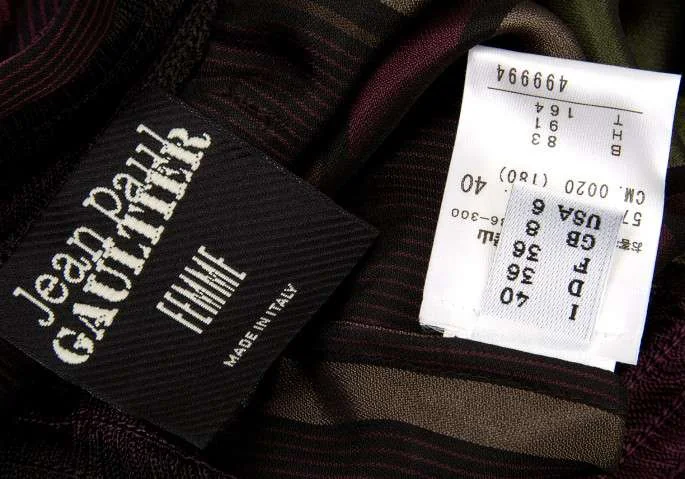 Jean Paul
GAULTIER
FEMME
MADE IN ITALY
I 40
D 36
F 36
GB 8
USA 6
57
CM. 0020 (180) 40
B 83
H 91
T 164
499994